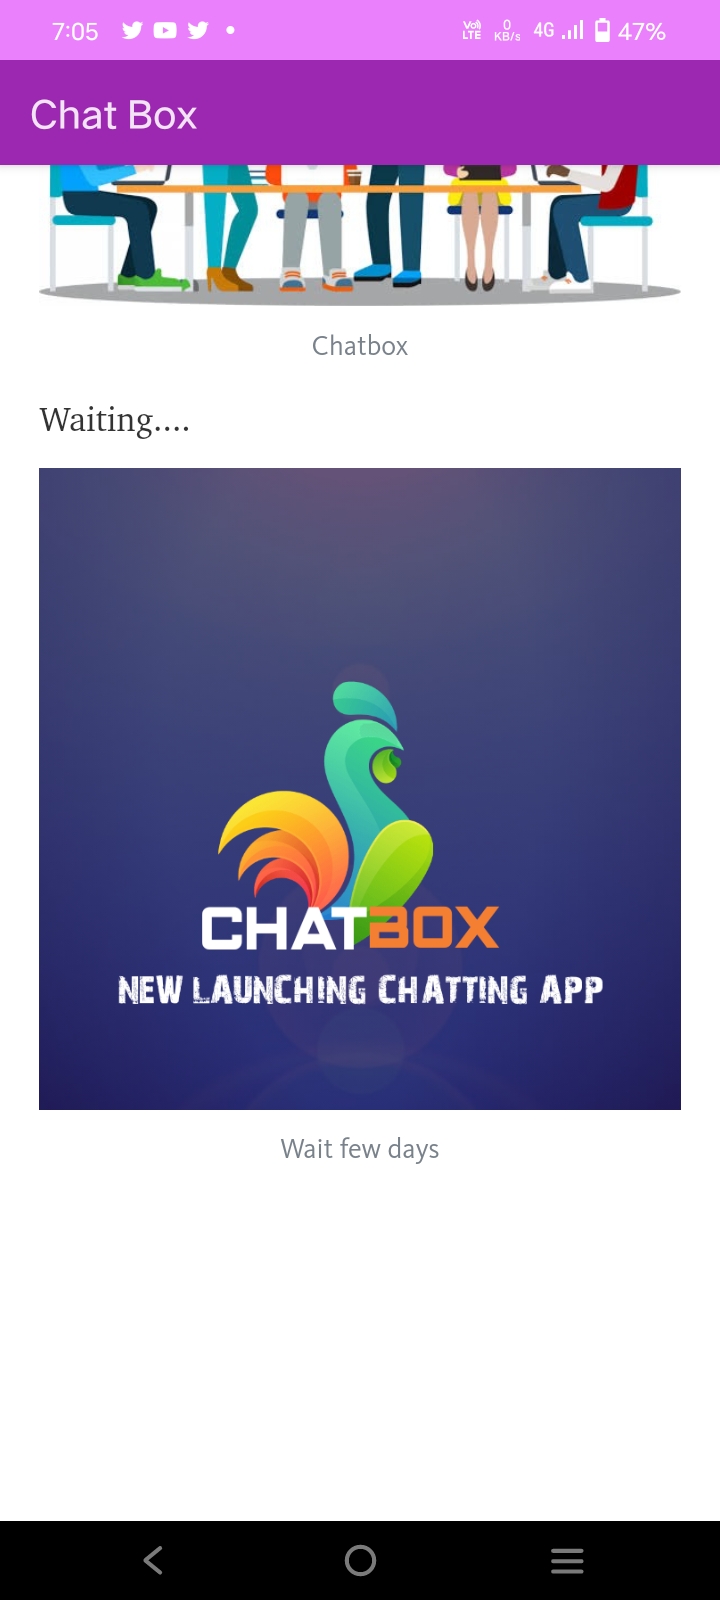 7:05 Vo) LTE 0 KB/s 4G 47%
Chat Box
Chatbox
Waiting....
CHATBOX
NEW LAUNCHING CHATTING APP
Wait few days